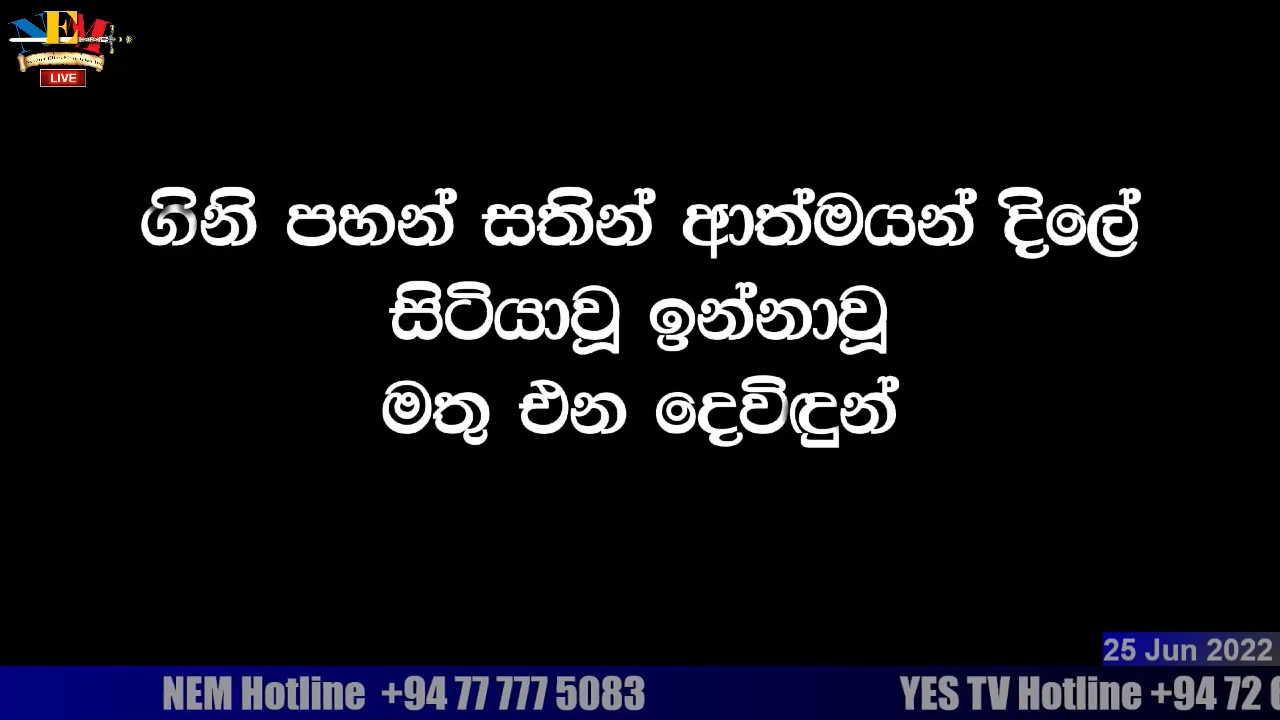 NEM
LIVE
ගිනි පහන් සතින් ආත්මයන් දිලේ
සිටියාවූ ඉන්නාවූ
මතු එන දෙවිඳුන්
25 Jun 2022
NEM Hotline +94 77 777 5083
YES TV Hotline +94 72